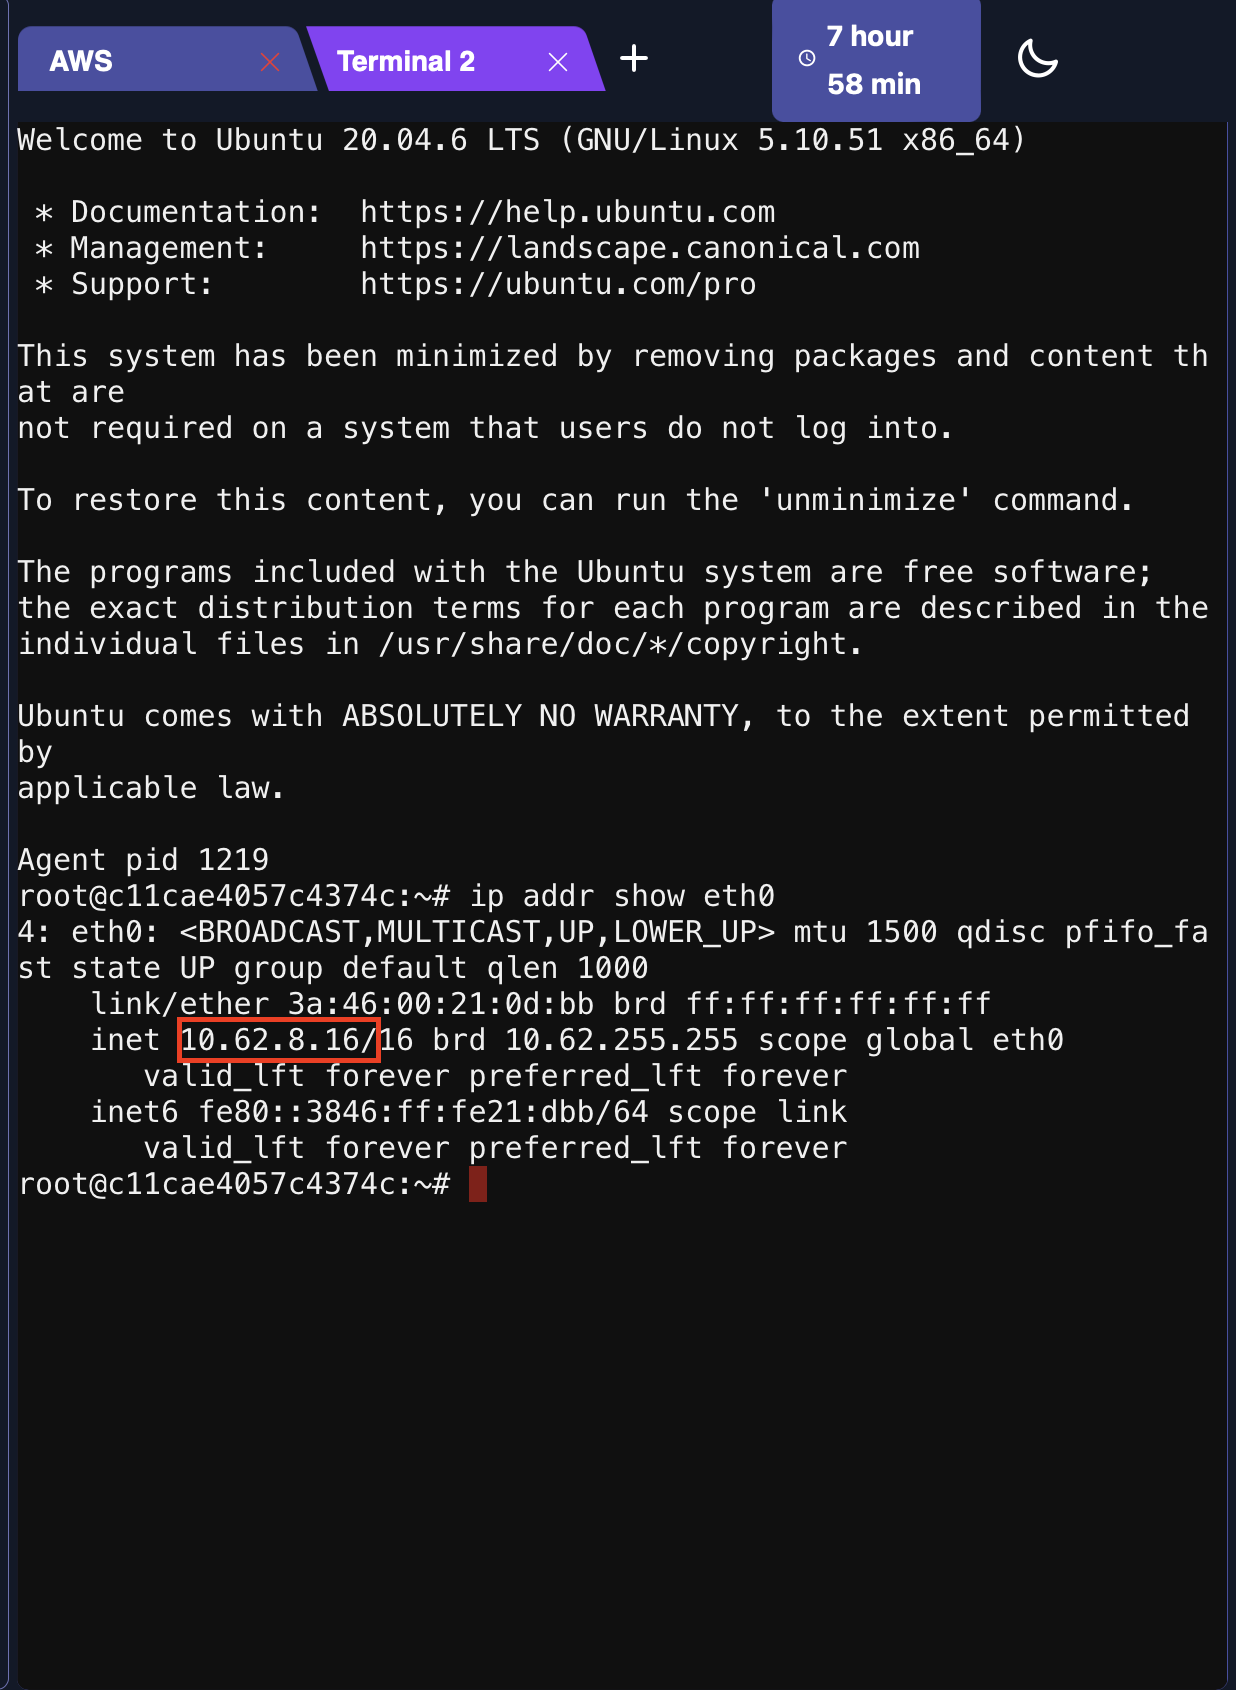 AWS
Terminal 2
7 hour
58 min
Welcome to Ubuntu 20.04.6 LTS (GNU/Linux 5.10.51 x86_64)
* Documentation:  https://help.ubuntu.com
* Management:     https://landscape.canonical.com
* Support:        https://ubuntu.com/pro
This system has been minimized by removing packages and content th
at are
not required on a system that users do not log into.
To restore this content, you can run the 'unminimize' command.
The programs included with the Ubuntu system are free software;
the exact distribution terms for each program are described in the
individual files in /usr/share/doc/*/copyright.
Ubuntu comes with ABSOLUTELY NO WARRANTY, to the extent permitted
by
applicable law.
Agent pid 1219
root@c11cae4057c4374c:~# ip addr show eth0
4: eth0: <BROADCAST,MULTICAST,UP,LOWER_UP> mtu 1500 qdisc pfifo_fa
st state UP group default qlen 1000
link/ether 3a:46:00:21:0d:bb brd ff:ff:ff:ff:ff:ff
inet 10.62.8.16/16 brd 10.62.255.255 scope global eth0
valid_lft forever preferred_lft forever
inet6 fe80::3846:ff:fe21:dbb/64 scope link
valid_lft forever preferred_lft forever
root@c11cae4057c4374c:~#